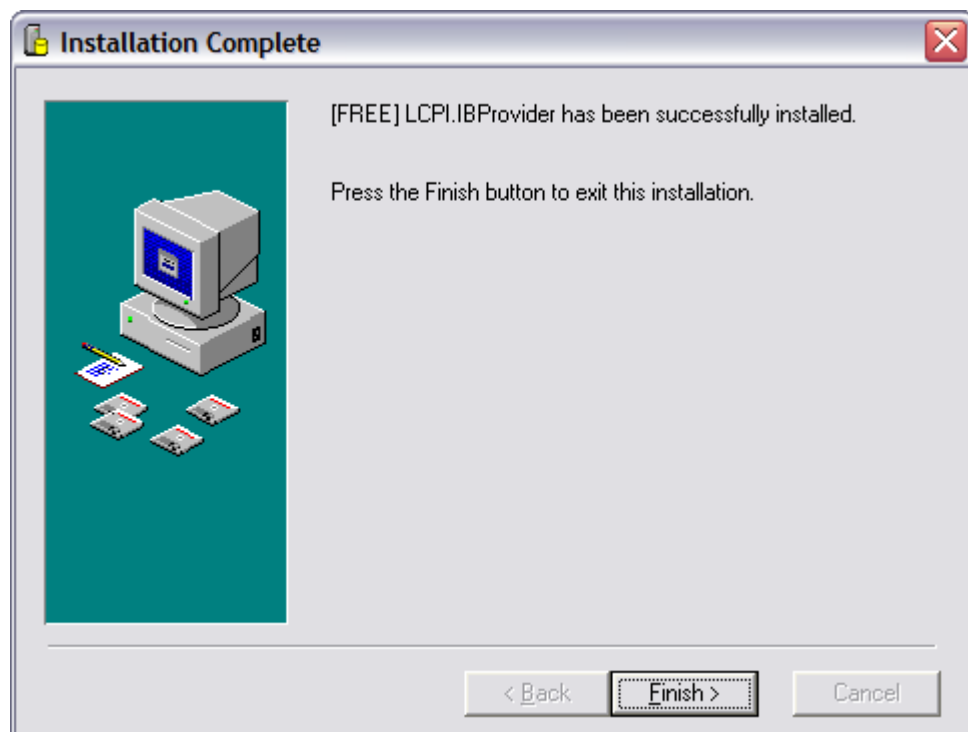 Installation Complete
[FREE] LCPI.IBProvider has been successfully installed.
Press the Finish button to exit this installation.
< Back
Finish >
Cancel